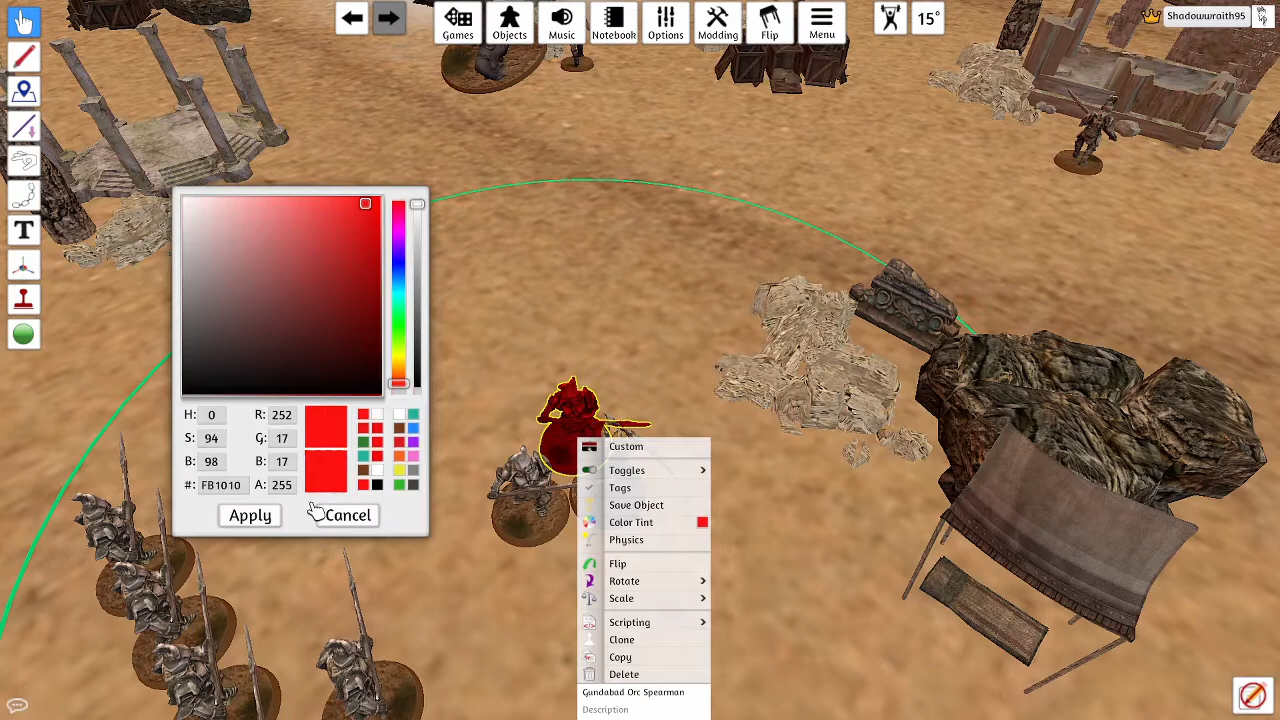 Games
Objects
Music
Notebook
Options
Modding
Flip
Menu
15°
Shadowwraith95
T
H: 0 R: 252
S: 94 G: 17
B: 98 B: 17
#: FB1010 A: 255
Apply
Cancel
Custom
Toggles
Tags
Save Object
Color Tint
Physics
Flip
Rotate
Scale
Scripting
Clone
Copy
Delete
Gundabad Orc Spearman
Description